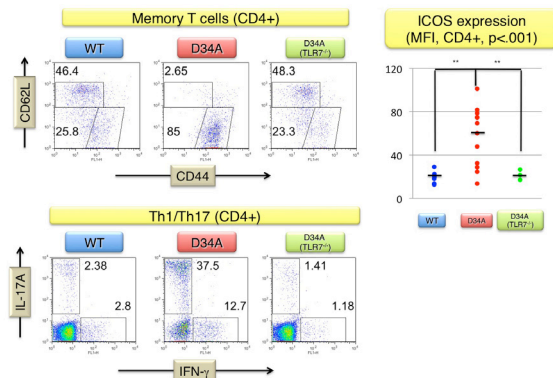 Memory T cells (CD4+)
WT
D34A
D34A
(TLR7-/-)
CD62L
46.4
25.8
2.65
85
48.3
23.3
CD44
ICOS expression
(MFI, CD4+, p<.001)
120
80
40
0
**
**
WT
D34A
D34A
(TLR7-/-)
Th1/Th17 (CD4+)
WT
D34A
D34A
(TLR7-/-)
IL-17A
2.38
2.8
37.5
12.7
1.41
1.18
IFN-γ